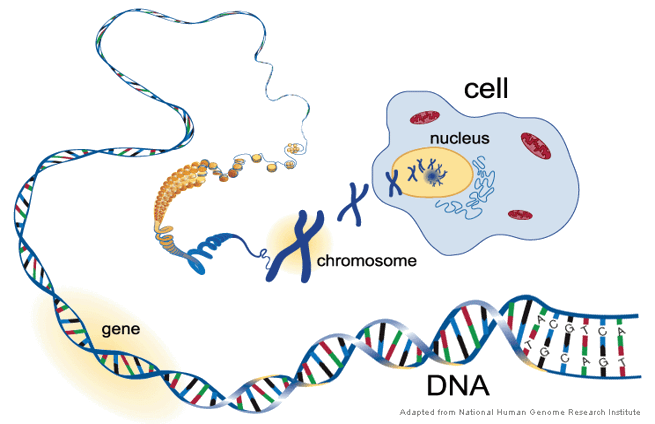 cell
nucleus
chromosome
gene
A C G T C A
T G C A G T
DNA
Adapted from National Human Genome Research Institute